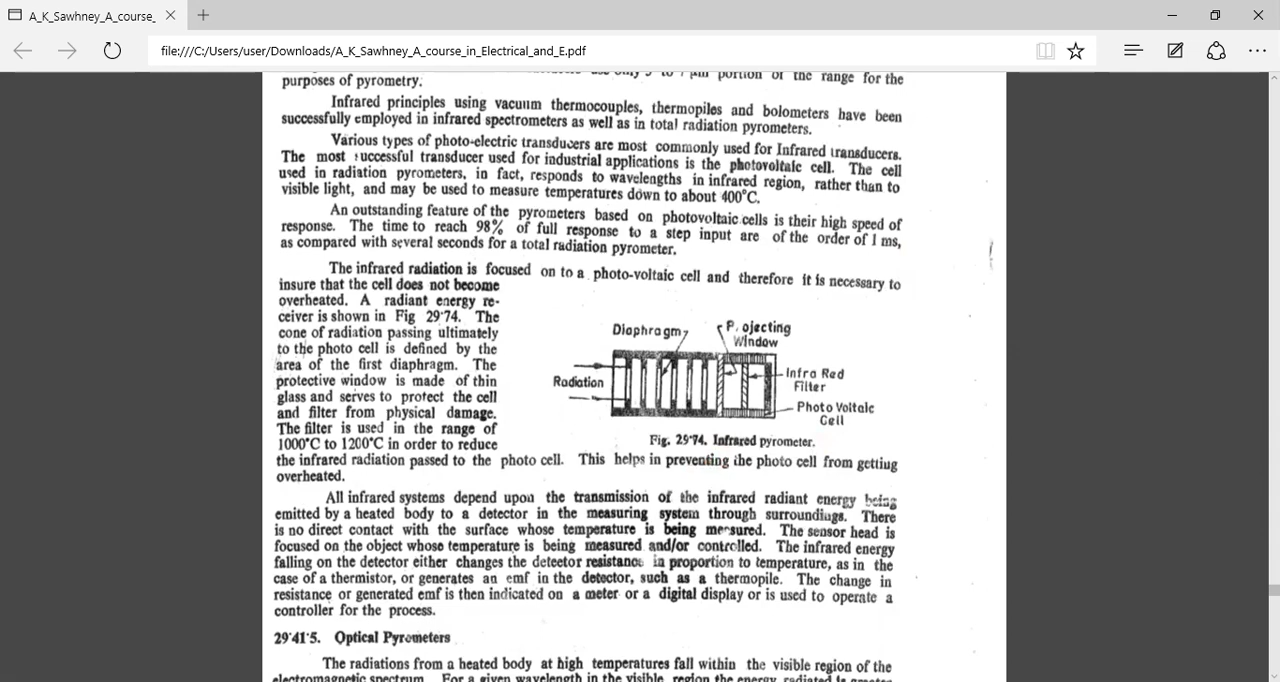 A_K_Sawhney_A_course_
file:///C:/Users/user/Downloads/A_K_Sawhney_A_course_in_Electrical_and_E.pdf
portion of the range for the
purposes of pyrometry.
Infrared principles using vacuum thermocouples, thermopiles and bolometers have been
successfully employed in infrared spectrometers as well as in total radiation pyrometers.
Various types of photo-electric transducers are most commonly used for Infrared transducers.
The most successful transducer used for industrial applications is the photovoltaic cell. The cell
used in radiation pyrometers, in fact, responds to wavelengths in infrared region, rather than to
visible light, and may be used to measure temperatures down to about 400°C.
An outstanding feature of the pyrometers based on photovoltaic cells is their high speed of
response. The time to reach 98% of full response to a step input are of the order of 1 ms,
as compared with several seconds for a total radiation pyrometer.
The infrared radiation is focused on to a photo-voltaic cell and therefore it is necessary to
insure that the cell does not become
overheated. A radiant energy re-
ceiver is shown in Fig 29·74. The
cone of radiation passing ultimately
to the photo cell is defined by the
area of the first diaphragm. The
protective window is made of thin
glass and serves to protect the cell
and filter from physical damage.
The filter is used in the range of
1000°C to 1200°C in order to reduce
the infrared radiation passed to the photo cell. This helps in preventing the photo cell from getting
overheated.
Diaphragm
P.ojecting
Window
Radiation
Infra Red
Filter
Photo Voltaic
Cell
Fig. 29·74. Infrared pyrometer.
All infrared systems depend upon the transmission of the infrared radiant energy being
emitted by a heated body to a detector in the measuring system through surroundings. There
is no direct contact with the surface whose temperature is being measured. The sensor head is
focused on the object whose temperature is being measured and/or controlled. The infrared energy
falling on the detector either changes the detector resistance in proportion to temperature, as in the
case of a thermistor, or generates an emf in the detector, such as a thermopile. The change in
resistance or generated emf is then indicated on a meter or a digital display or is used to operate a
controller for the process.
29·41·5. Optical Pyrometers
The radiations from a heated body at high temperatures fall within the visible region of the
electromagnetic spectrum. For a given wavelength in the visible region the energy radiated is greater